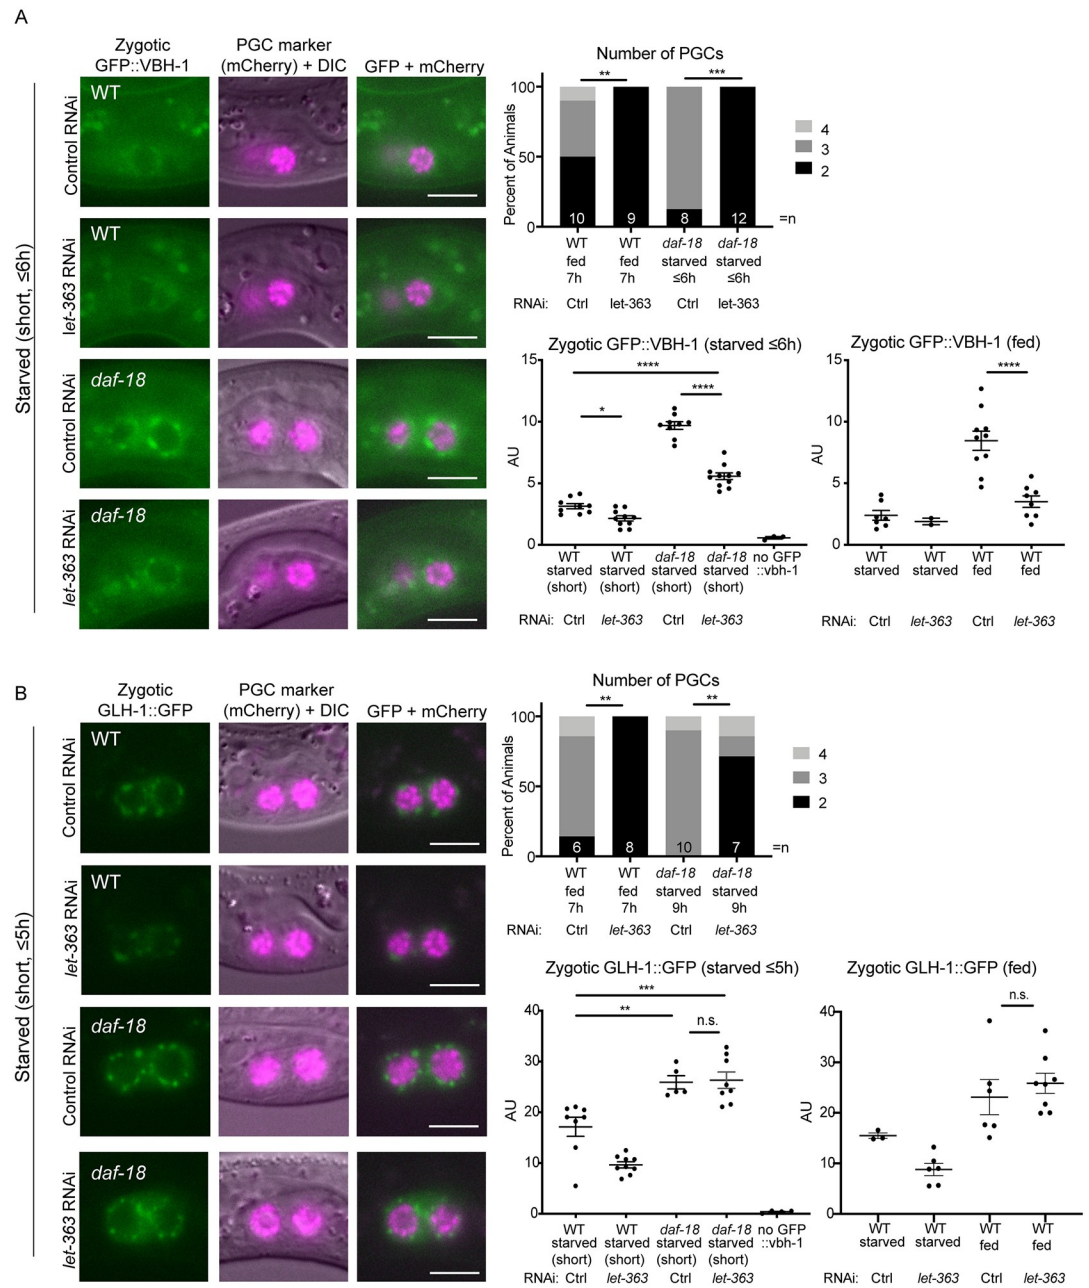 A
Zygotic
GFP::VBH-1
PGC marker
(mCherry) + DIC
GFP + mCherry
Starved (short, ≤6h)
Control RNAi
WT
let-363 RNAi
WT
Control RNAi
daf-18
let-363 RNAi
daf-18
Number of PGCs
** ***
Percent of Animals
100
50
0
10 9 8 12 =n
4
3
2
WT fed 7h
WT fed 7h
daf-18 starved ≤6h
daf-18 starved ≤6h
RNAi: Ctrl let-363 Ctrl let-363
Zygotic GFP::VBH-1 (starved ≤6h)
****
****
*
AU
15
10
5
0
WT starved (short)
WT starved (short)
daf-18 starved (short)
daf-18 starved (short)
no GFP ::vbh-1
RNAi: Ctrl let-363 Ctrl let-363
Zygotic GFP::VBH-1 (fed)
****
AU
15
10
5
0
WT starved
WT starved
WT fed
WT fed
RNAi: Ctrl let-363 Ctrl let-363
B
Zygotic
GLH-1::GFP
PGC marker
(mCherry) + DIC
GFP + mCherry
Starved (short, ≤5h)
Control RNAi
WT
let-363 RNAi
WT
Control RNAi
daf-18
let-363 RNAi
daf-18
Number of PGCs
** **
Percent of Animals
100
50
0
6 8 10 7 =n
4
3
2
WT fed 7h
WT fed 7h
daf-18 starved 9h
daf-18 starved 9h
RNAi: Ctrl let-363 Ctrl let-363
Zygotic GLH-1::GFP (starved ≤5h)
***
**
n.s.
AU
40
30
20
10
0
WT starved (short)
WT starved (short)
daf-18 starved (short)
daf-18 starved (short)
no GFP ::vbh-1
RNAi: Ctrl let-363 Ctrl let-363
Zygotic GLH-1::GFP (fed)
n.s.
AU
40
30
20
10
0
WT starved
WT starved
WT fed
WT fed
RNAi: Ctrl let-363 Ctrl let-363